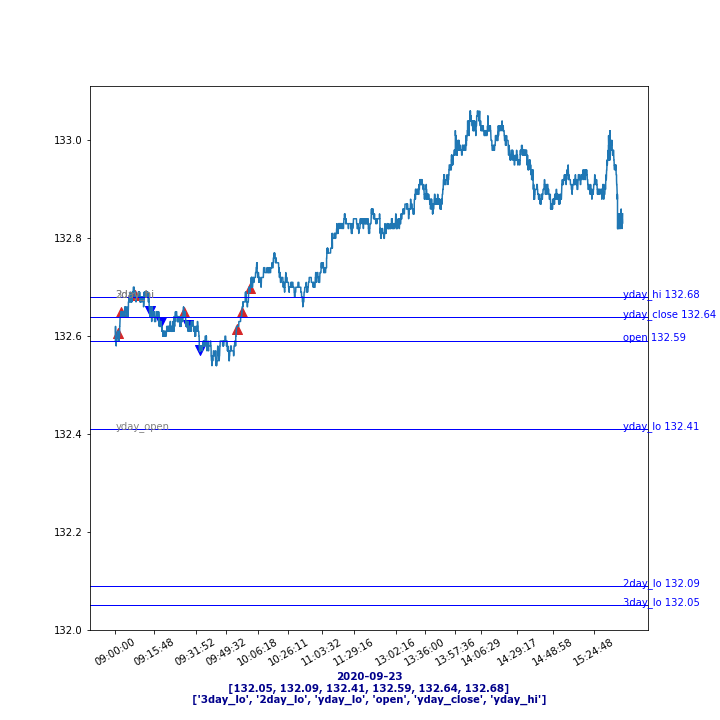 133.0
132.8
132.6
132.4
132.2
132.0
yday_hi 132.68
yday_close 132.64
open 132.59
yday_open
yday_lo 132.41
2day_lo 132.09
3day_lo 132.05
09:00:00
09:15:48
09:31:52
09:49:32
10:06:18
10:26:11
11:03:32
11:29:16
13:02:16
13:36:00
13:57:36
14:06:29
14:29:17
14:48:58
15:24:48
2020-09-23
[132.05, 132.09, 132.41, 132.59, 132.64, 132.68]
['3day_lo', '2day_lo', 'yday_lo', 'open', 'yday_close', 'yday_hi']